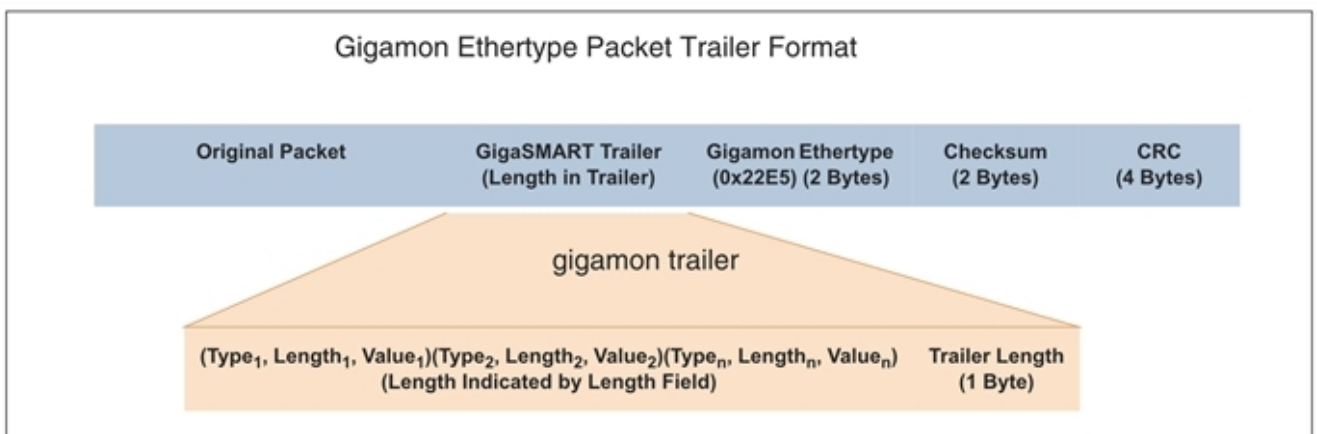 Gigamon Ethertype Packet Trailer Format
Original Packet
GigaSMART Trailer
(Length in Trailer)
Gigamon Ethertype
(0x22E5) (2 Bytes)
Checksum
(2 Bytes)
CRC
(4 Bytes)
gigamon trailer
(Type₁, Length₁, Value₁)(Type₂, Length₂, Value₂)(Typeₙ, Lengthₙ, Valueₙ)
(Length Indicated by Length Field)
Trailer Length
(1 Byte)